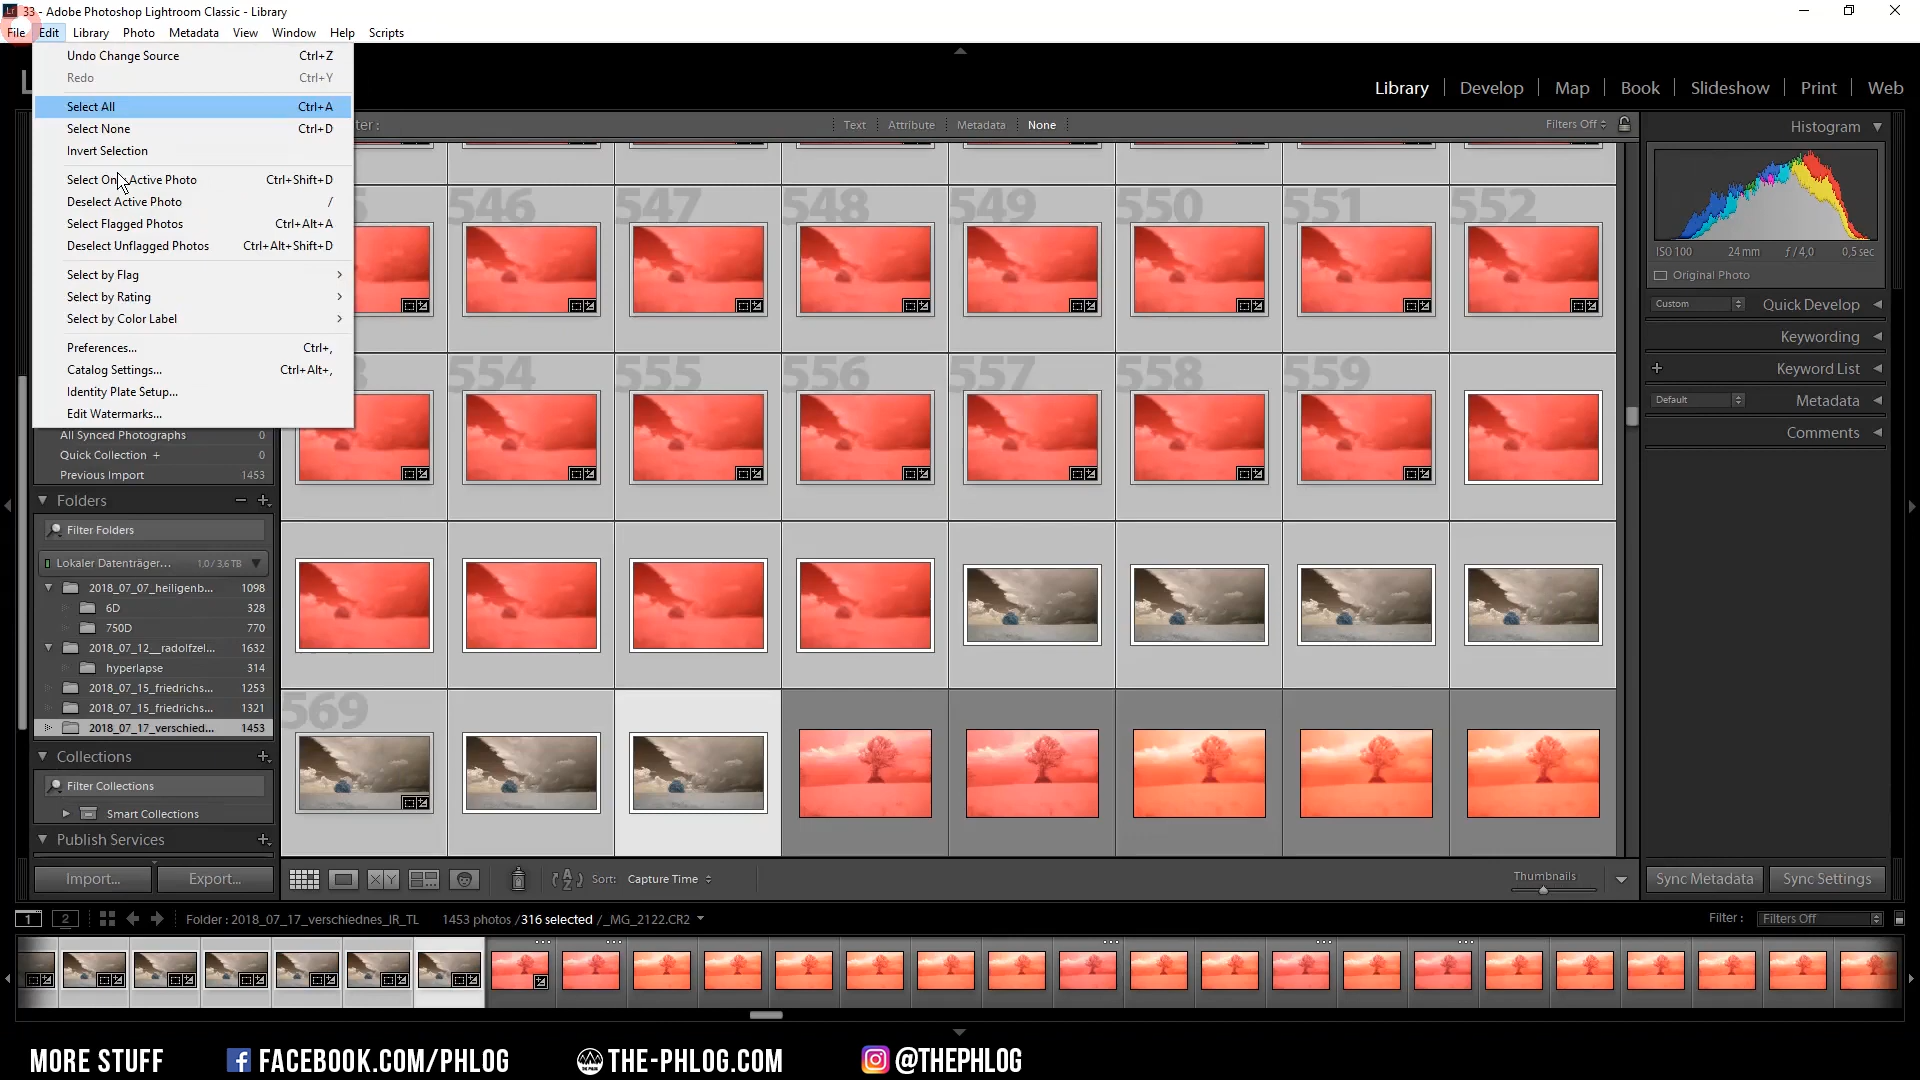 33 - Adobe Photoshop Lightroom Classic - Library
File Edit Library Photo Metadata View Window Help Scripts
Undo Change Source Ctrl+Z
Redo Ctrl+Y
Select All Ctrl+A
Select None Ctrl+D
Invert Selection
Select Active Photo Ctrl+Shift+D
Deselect Active Photo /
Select Flagged Photos Ctrl+Alt+A
Deselect Unflagged Photos Ctrl+Alt+Shift+D
Select by Flag
Select by Rating
Select by Color Label
Preferences... Ctrl+,
Catalog Settings... Ctrl+Alt+,
Identity Plate Setup...
Edit Watermarks...
Library Develop Map Book Slideshow Print Web
Text Attribute Metadata None Filters Off
Histogram
ISO 100 24 mm ƒ / 4,0 0,5 sec
Original Photo
Custom Quick Develop
Keywording
+ Keyword List
Default Metadata
Comments
546 547 548 549 550 551 552
554 555 556 557 558 559
569
All Synced Photographs 0
Quick Collection + 0
Previous Import 1453
Folders
Filter Folders
Lokaler Datenträger... 1,0 / 3,6 TB
2018_07_07_heiligenb... 1098
6D 328
750D 770
2018_07_12__radolfzel... 1632
hyperlapse 314
2018_07_15_friedrichs... 1253
2018_07_15_friedrichs... 1321
2018_07_17_verschied... 1453
Collections
Filter Collections
Smart Collections
Publish Services
Import... Export...
Sort: Capture Time
Thumbnails
Sync Metadata Sync Settings
1 2 Folder : 2018_07_17_verschiednes_IR_TL 1453 photos / 316 selected / _MG_2122.CR2
Filter : Filters Off
MORE STUFF FACEBOOK.COM/PHLOG THE-PHLOG.COM @THEPHLOG